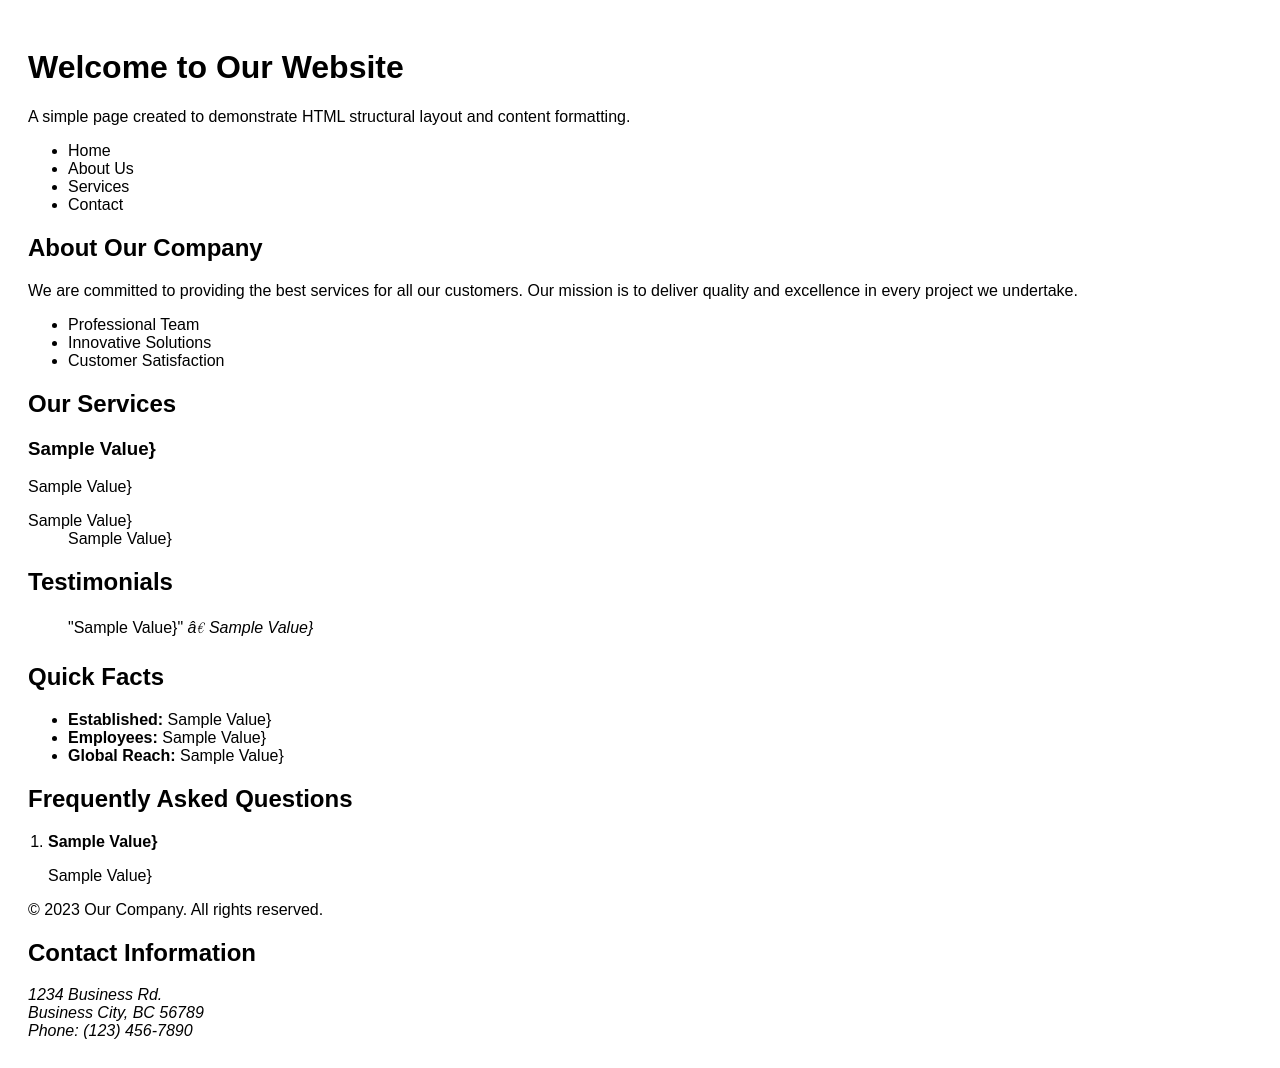 Welcome to Our Website
A simple page created to demonstrate HTML structural layout and content formatting.
• Home
• About Us
• Services
• Contact
About Our Company
We are committed to providing the best services for all our customers. Our mission is to deliver quality and excellence in every project we undertake.
• Professional Team
• Innovative Solutions
• Customer Satisfaction
Our Services
Sample Value}
Sample Value}
Sample Value}
Sample Value}
Testimonials
"Sample Value}" â€ Sample Value}
Quick Facts
• Established: Sample Value}
• Employees: Sample Value}
• Global Reach: Sample Value}
Frequently Asked Questions
1. Sample Value}
Sample Value}
© 2023 Our Company. All rights reserved.
Contact Information
1234 Business Rd.
Business City, BC 56789
Phone: (123) 456-7890